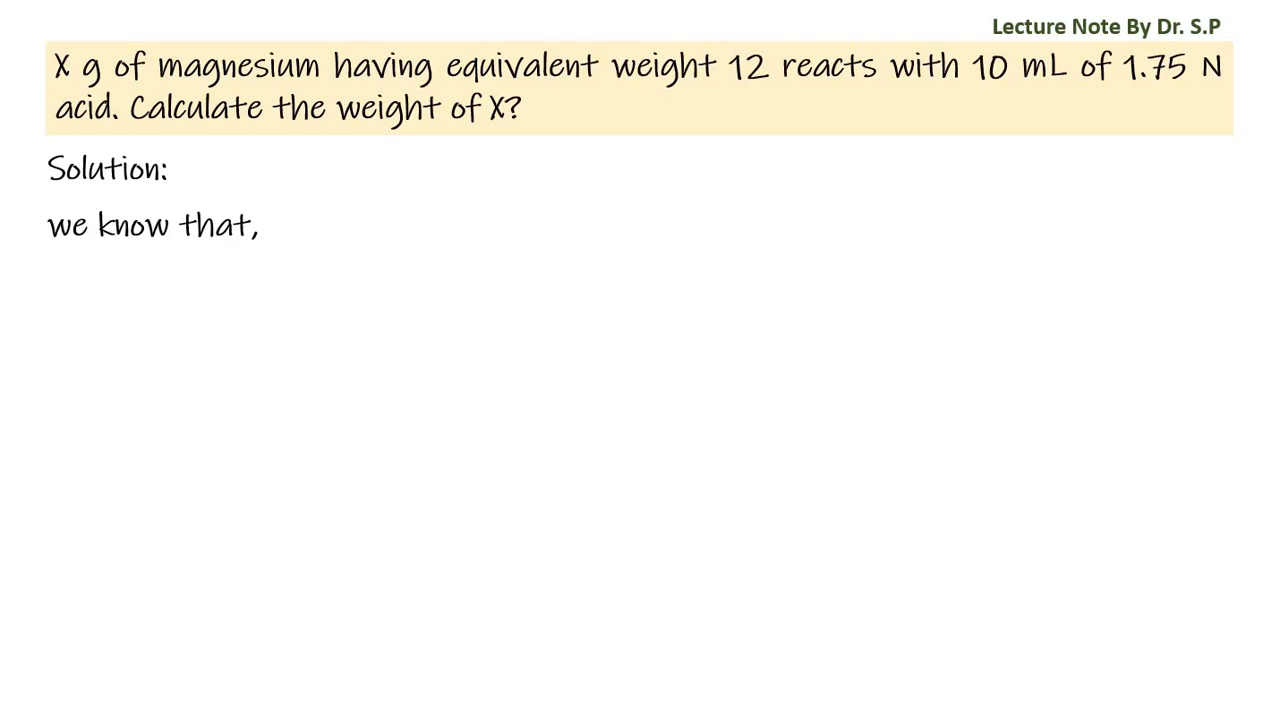 Lecture Note By Dr. S.P
X g of magnesium having equivalent weight 12 reacts with 10 mL of 1.75 N
acid. Calculate the weight of X?
Solution:
we know that,